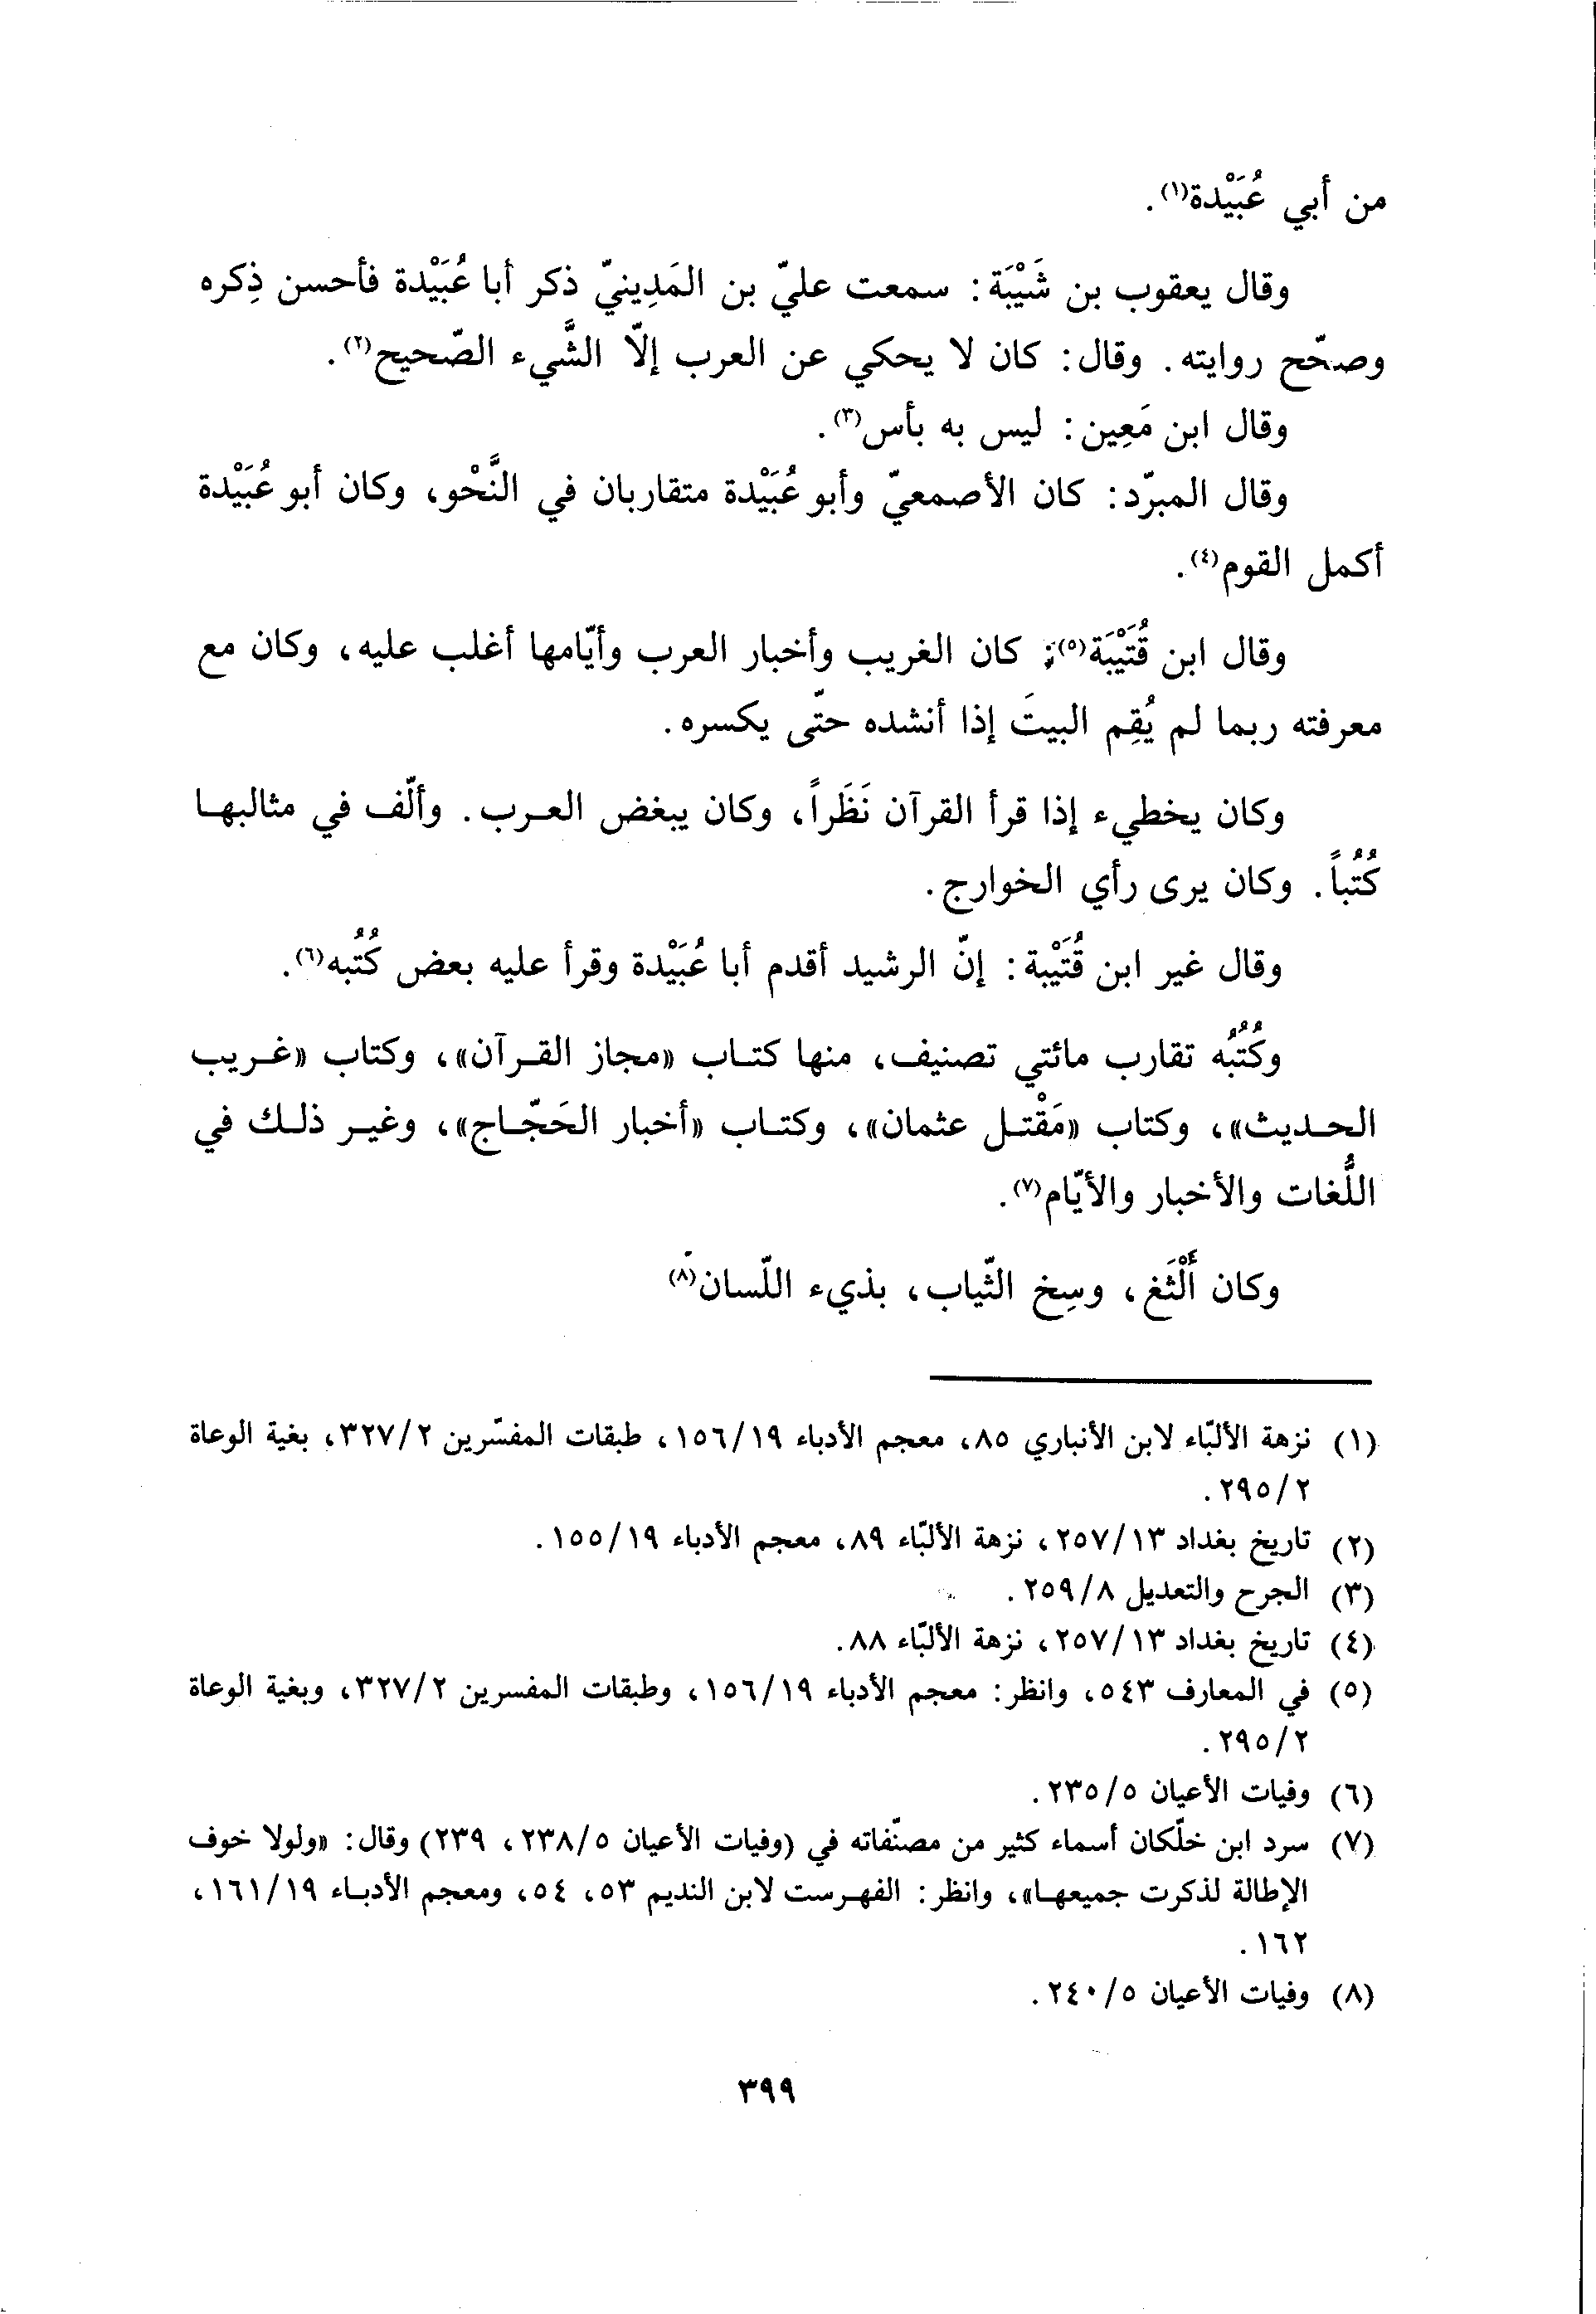 من أبي عُبَيْدة(١).
وقال يعقوب بن شَيْبَة: سمعت عليّ بن المَدِينيّ ذكر أبا عُبَيْدة فأحسن ذِكره
وصحّح روايته. وقال: كان لا يحكي عن العرب إلاّ الشَّيء الصّحيح(٢).
وقال ابن مَعِين: ليس به بأس(٣).
وقال المبرّد: كان الأصمعيّ وأبو عُبَيْدة متقاربان في النَّحْو، وكان أبو عُبَيْدة
أكمل القوم(٤).
وقال ابن قُتَيْبَة(٥): كان الغريب وأخبار العرب وأيّامها أغلب عليه، وكان مع
معرفته ربما لم يُقِم البيتَ إذا أنشده حتّى يكسره.
وكان يخطيء إذا قرأ القرآن نَظَراً، وكان يبغض العرب. وألّف في مثالبها
كُتُباً. وكان يرى رأي الخوارج.
وقال غير ابن قُتَيْبة: إنّ الرشيد أقدم أبا عُبَيْدة وقرأ عليه بعض كُتُبه(٦).
وكُتُبُه تقارب مائتي تصنيف، منها كتاب «مجاز القرآن»، وكتاب «غريب
الحديث»، وكتاب «مَقْتل عثمان»، وكتاب «أخبار الحَجّاج»، وغير ذلك في
اللُّغات والأخبار والأيّام(٧).
وكان أَلْثَغ، وسِخ الثّياب، بذيء اللّسان(٨)
(١) نزهة الألبّاء لابن الأنباري ٨٥، معجم الأدباء ١٥٦/١٩، طبقات المفسّرين ٣٢٧/٢، بغية الوعاة
٢٩٥/٢.
(٢) تاريخ بغداد ٢٥٧/١٣، نزهة الألبّاء ٨٩، معجم الأدباء ١٥٥/١٩.
(٣) الجرح والتعديل ٢٥٩/٨.
(٤) تاريخ بغداد ٢٥٧/١٣، نزهة الألبّاء ٨٨.
(٥) في المعارف ٥٤٣، وانظر: معجم الأدباء ١٥٦/١٩، وطبقات المفسرين ٣٢٧/٢، وبغية الوعاة
٢٩٥/٢.
(٦) وفيات الأعيان ٢٣٥/٥.
(٧) سرد ابن خلّكان أسماء كثير من مصنّفاته في (وفيات الأعيان ٢٣٨/٥، ٢٣٩) وقال: «ولولا خوف
الإطالة لذكرت جميعها»، وانظر: الفهرست لابن النديم ٥٣، ٥٤، ومعجم الأدباء ١٦١/١٩،
١٦٢.
(٨) وفيات الأعيان ٢٤٠/٥.
٣٩٩